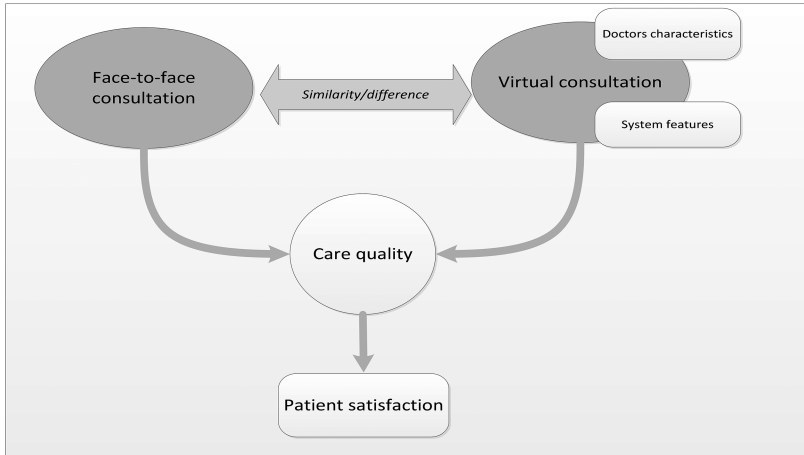 Face-to-face
consultation
Similarity/difference
Virtual consultation
Doctors characteristics
System features
Care quality
Patient satisfaction